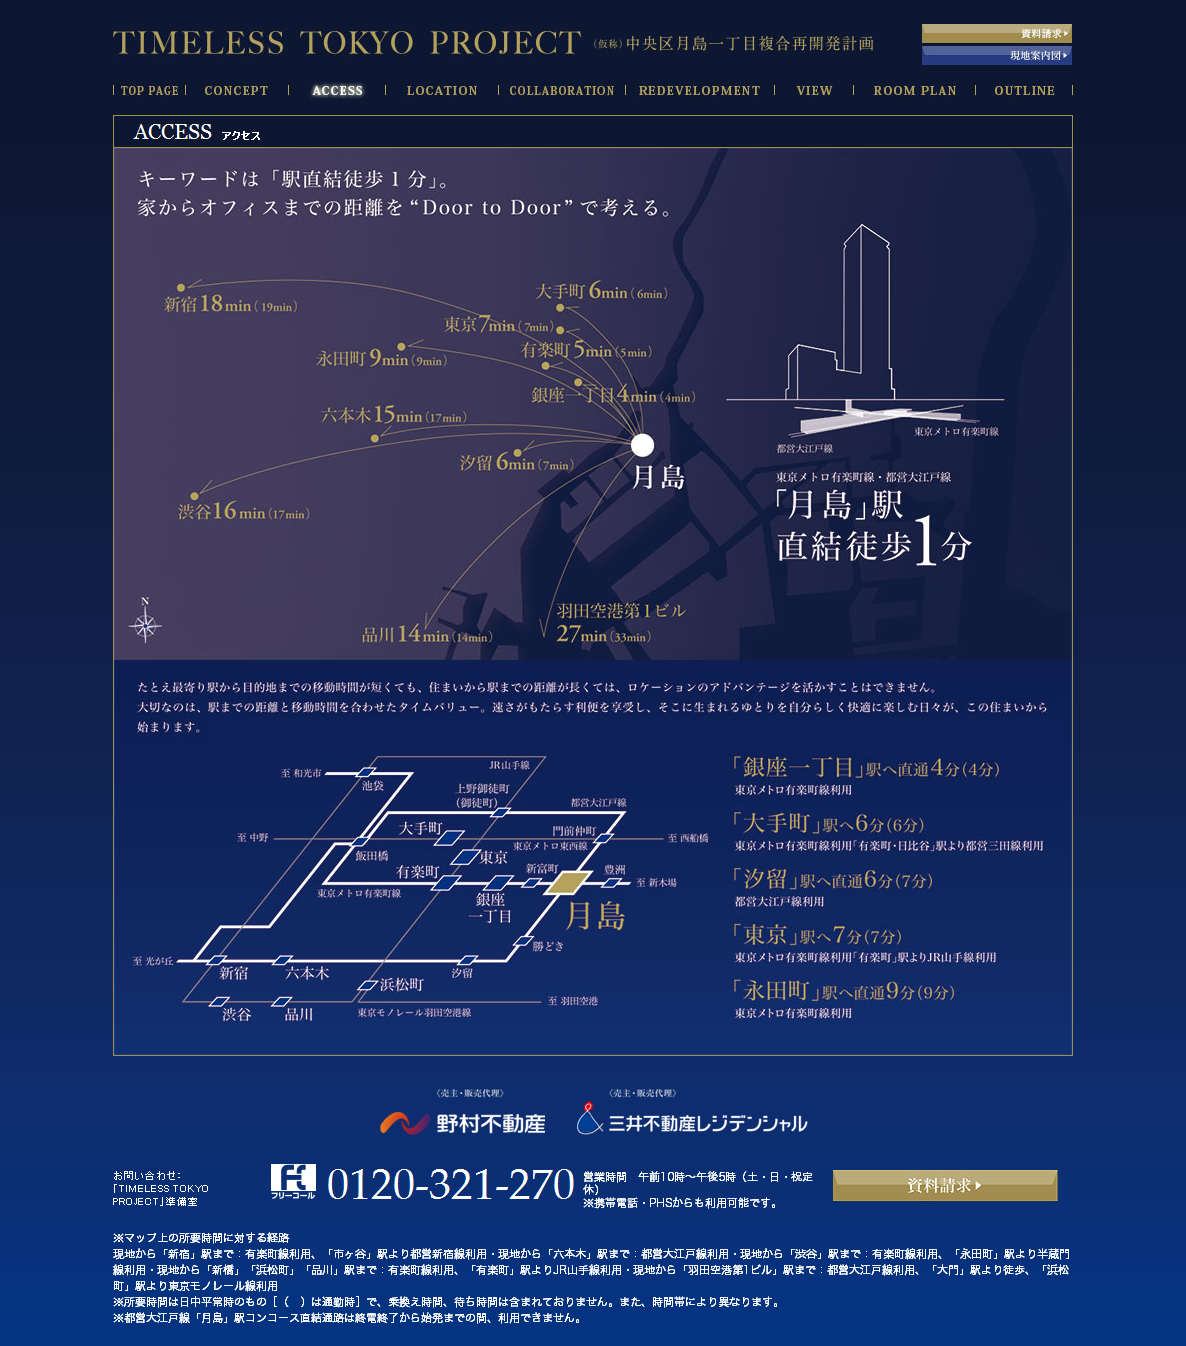 TIMELESS TOKYO PROJECT (仮称)中央区月島一丁目複合再開発計画
資料請求
現地案内図
TOP PAGE
CONCEPT
ACCESS
LOCATION
COLLABORATION
REDEVELOPMENT
VIEW
ROOM PLAN
OUTLINE
ACCESS アクセス
キーワードは「駅直結徒歩1分」。
家からオフィスまでの距離を“Door to Door”で考える。
新宿18min(19min)
大手町6min(6min)
東京7min(7min)
永田町9min(9min)
有楽町5min(5min)
銀座一丁目4min(4min)
六本木15min(17min)
汐留6min(7min)
月島
渋谷16min(17min)
品川14min(14min)
羽田空港第1ビル
27min(33min)
N
東京メトロ有楽町線
都営大江戸線
東京メトロ有楽町線・都営大江戸線
「月島」駅
直結徒歩1分
たとえ最寄り駅から目的地までの移動時間が短くても、住まいから駅までの距離が長くては、ロケーションのアドバンテージを活かすことはできません。
大切なのは、駅までの距離と移動時間を合わせたタイムバリュー。速さがもたらす利便を享受し、そこに生まれるゆとりを自分らしく快適に楽しむ日々が、この住まいから
始まります。
至 和光市
池袋
JR山手線
上野御徒町
(御徒町)
都営大江戸線
至 中野
大手町
門前仲町
至 西船橋
飯田橋
東京
東京メトロ東西線
有楽町
新富町
豊洲
至 新木場
東京メトロ有楽町線
銀座
一丁目
月島
勝どき
至 光が丘
新宿
六本木
汐留
浜松町
渋谷
品川
東京モノレール羽田空港線
至 羽田空港
「銀座一丁目」駅へ直通4分(4分)
東京メトロ有楽町線利用
「大手町」駅へ6分(6分)
東京メトロ有楽町線利用「有楽町・日比谷」駅より都営三田線利用
「汐留」駅へ直通6分(7分)
都営大江戸線利用
「東京」駅へ7分(7分)
東京メトロ有楽町線利用「有楽町」駅よりJR山手線利用
「永田町」駅へ直通9分(9分)
東京メトロ有楽町線利用
〈売主・販売代理〉
野村不動産
〈売主・販売代理〉
三井不動産レジデンシャル
お問い合わせ:
「TIMELESS TOKYO
PROJECT」準備室
フリーコール
0120-321-270
営業時間　午前10時～午後5時（土・日・祝定
休）
※携帯電話・PHSからも利用可能です。
資料請求
※マップ上の所要時間に対する経路
現地から「新宿」駅まで：有楽町線利用、「市ヶ谷」駅より都営新宿線利用・現地から「六本木」駅まで：都営大江戸線利用・現地から「渋谷」駅まで：有楽町線利用、「永田町」駅より半蔵門
線利用・現地から「新橋」「浜松町」「品川」駅まで：有楽町線利用、「有楽町」駅よりJR山手線利用・現地から「羽田空港第1ビル」駅まで：都営大江戸線利用、「大門」駅より徒歩、「浜松
町」駅より東京モノレール線利用
※所要時間は日中平常時のもの［（　）は通勤時］で、乗換え時間、待ち時間は含まれておりません。また、時間帯により異なります。
※都営大江戸線「月島」駅コンコース直結通路は終電終了から始発までの間、利用できません。